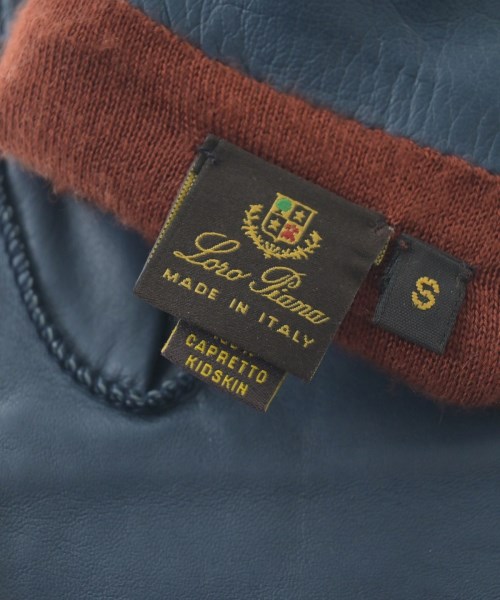 Loro Piana
MADE IN ITALY
CAPRETTO
KIDSKIN
S